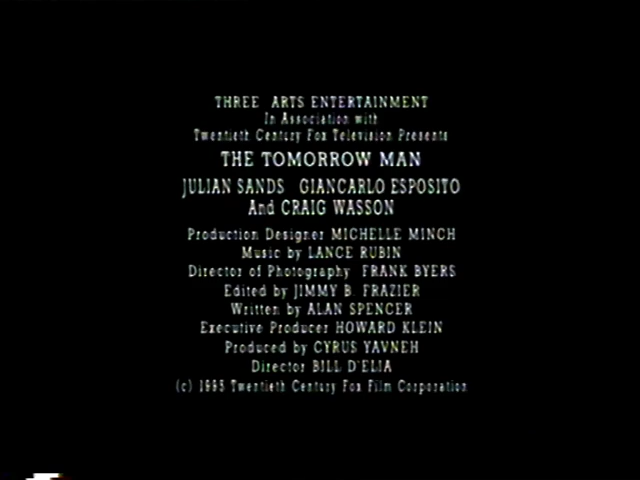 THREE ARTS ENTERTAINMENT
In Association with
Twentieth Century Fox Television Presents
THE TOMORROW MAN
JULIAN SANDS GIANCARLO ESPOSITO
And CRAIG WASSON
Production Designer MICHELLE MINCH
Music by LANCE RUBIN
Director of Photography FRANK BYERS
Edited by JIMMY B. FRAZIER
Written by ALAN SPENCER
Executive Producer HOWARD KLEIN
Produced by CYRUS YAVNEH
Director BILL D'ELIA
(c) 1995 Twentieth Century Fox Film Corporation